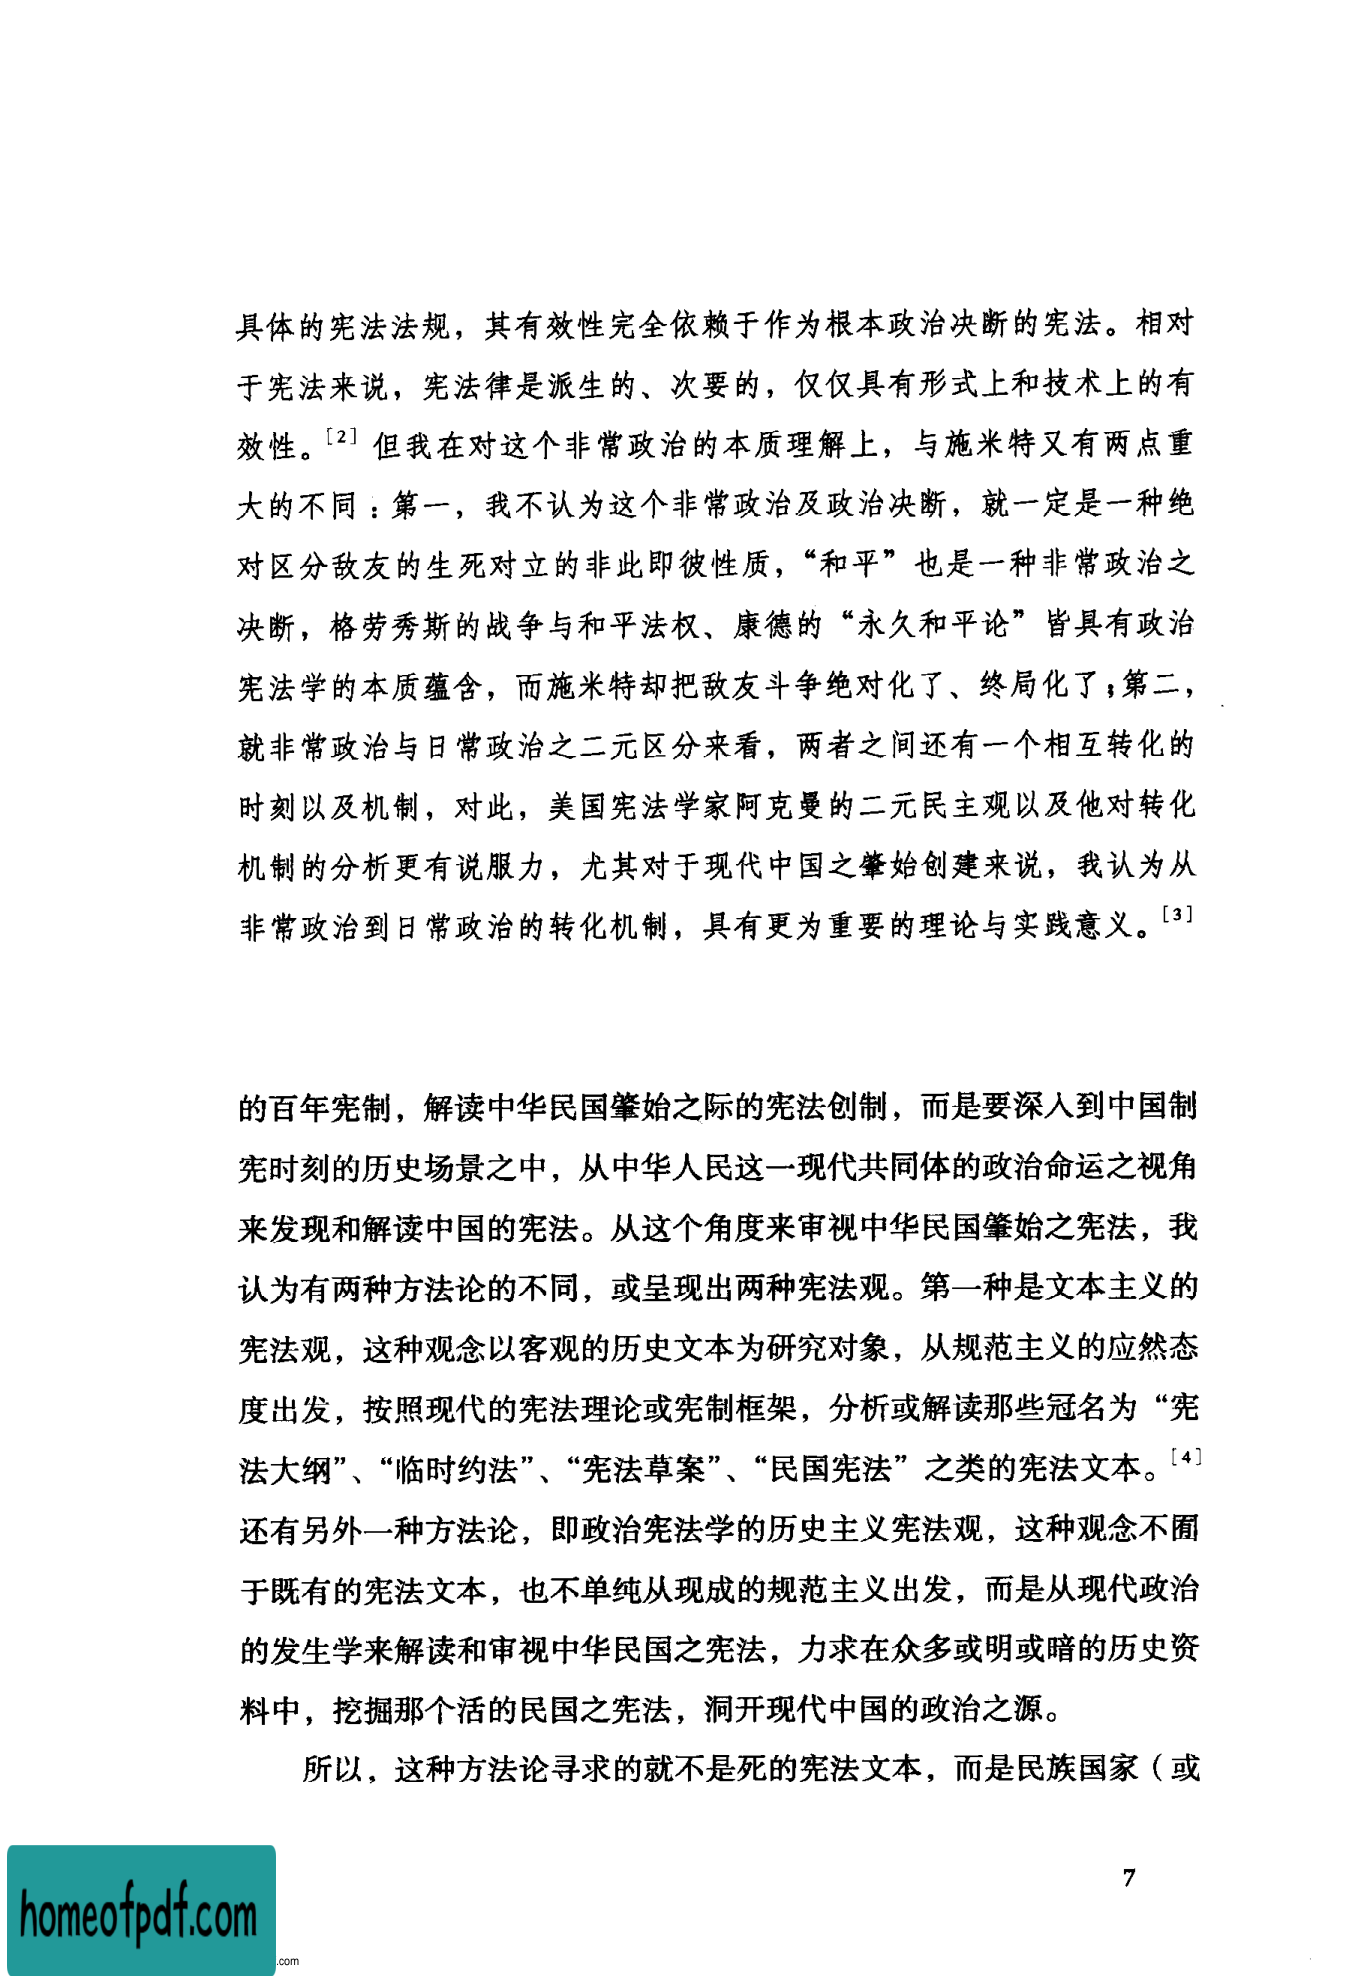 具体的宪法法规，其有效性完全依赖于作为根本政治决断的宪法。相对
于宪法来说，宪法律是派生的、次要的，仅仅具有形式上和技术上的有
效性。[2] 但我在对这个非常政治的本质理解上，与施米特又有两点重
大的不同：第一，我不认为这个非常政治及政治决断，就一定是一种绝
对区分敌友的生死对立的非此即彼性质，“和平”也是一种非常政治之
决断，格劳秀斯的战争与和平法权、康德的“永久和平论”皆具有政治
宪法学的本质蕴含，而施米特却把敌友斗争绝对化了、终局化了；第二，
就非常政治与日常政治之二元区分来看，两者之间还有一个相互转化的
时刻以及机制，对此，美国宪法学家阿克曼的二元民主观以及他对转化
机制的分析更有说服力，尤其对于现代中国之肇始创建来说，我认为从
非常政治到日常政治的转化机制，具有更为重要的理论与实践意义。[3]
的百年宪制，解读中华民国肇始之际的宪法创制，而是要深入到中国制
宪时刻的历史场景之中，从中华人民这一现代共同体的政治命运之视角
来发现和解读中国的宪法。从这个角度来审视中华民国肇始之宪法，我
认为有两种方法论的不同，或呈现出两种宪法观。第一种是文本主义的
宪法观，这种观念以客观的历史文本为研究对象，从规范主义的应然态
度出发，按照现代的宪法理论或宪制框架，分析或解读那些冠名为“宪
法大纲”、“临时约法”、“宪法草案”、“民国宪法”之类的宪法文本。[4]
还有另外一种方法论，即政治宪法学的历史主义宪法观，这种观念不囿
于既有的宪法文本，也不单纯从现成的规范主义出发，而是从现代政治
的发生学来解读和审视中华民国之宪法，力求在众多或明或暗的历史资
料中，挖掘那个活的民国之宪法，洞开现代中国的政治之源。
所以，这种方法论寻求的就不是死的宪法文本，而是民族国家（或
7
homeofpdf.com
.com